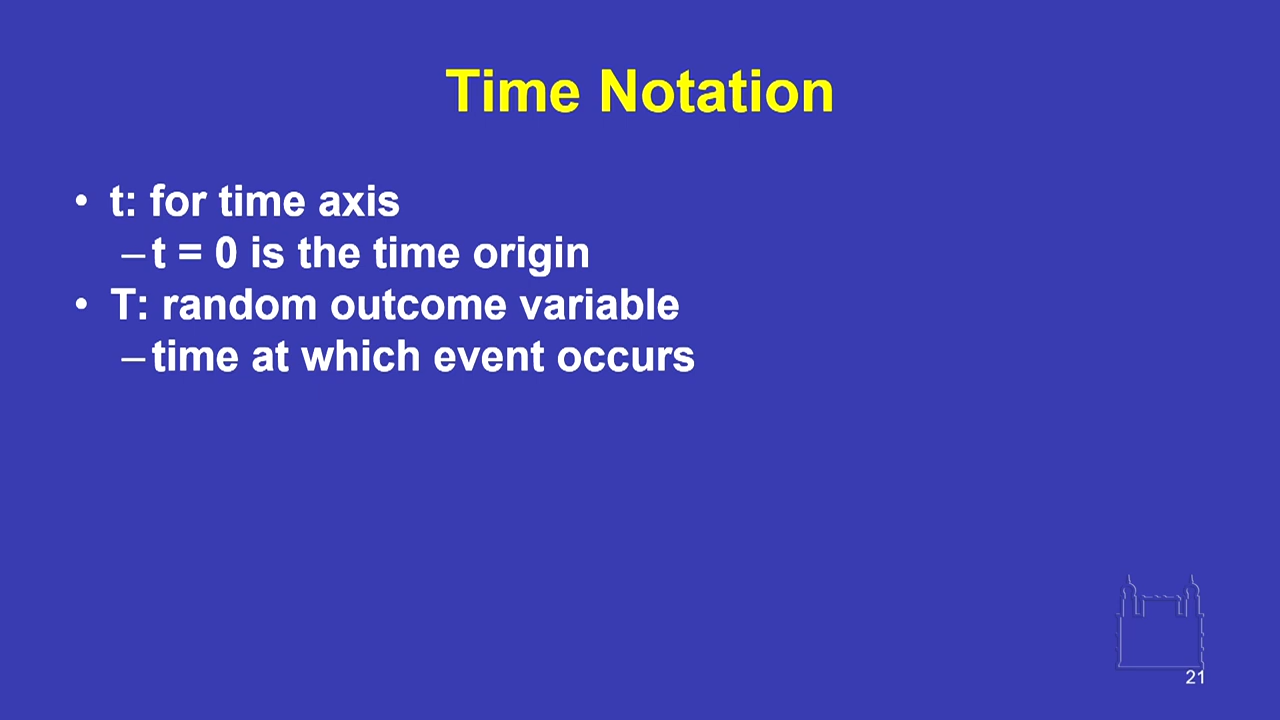 Time Notation
• t: for time axis
–t = 0 is the time origin
• T: random outcome variable
–time at which event occurs
21